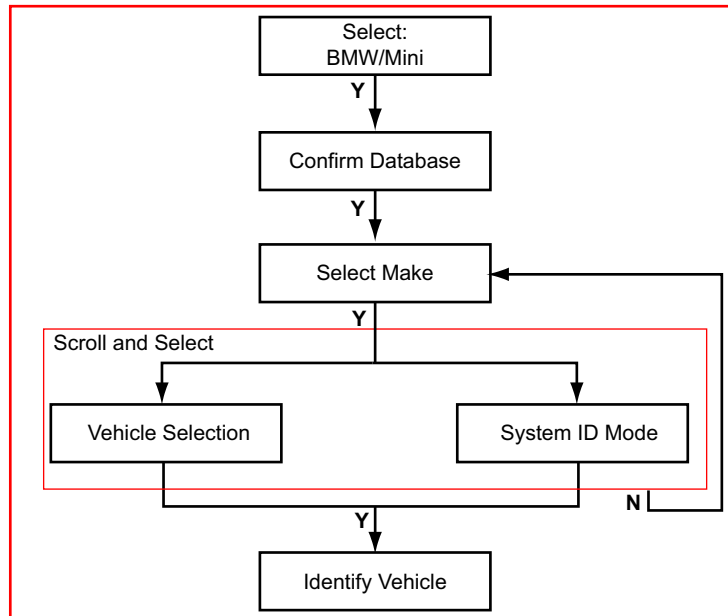 Select:
BMW/Mini
Y
Confirm Database
Y
Select Make
Y
Scroll and Select
Vehicle Selection
System ID Mode
N
Y
Identify Vehicle